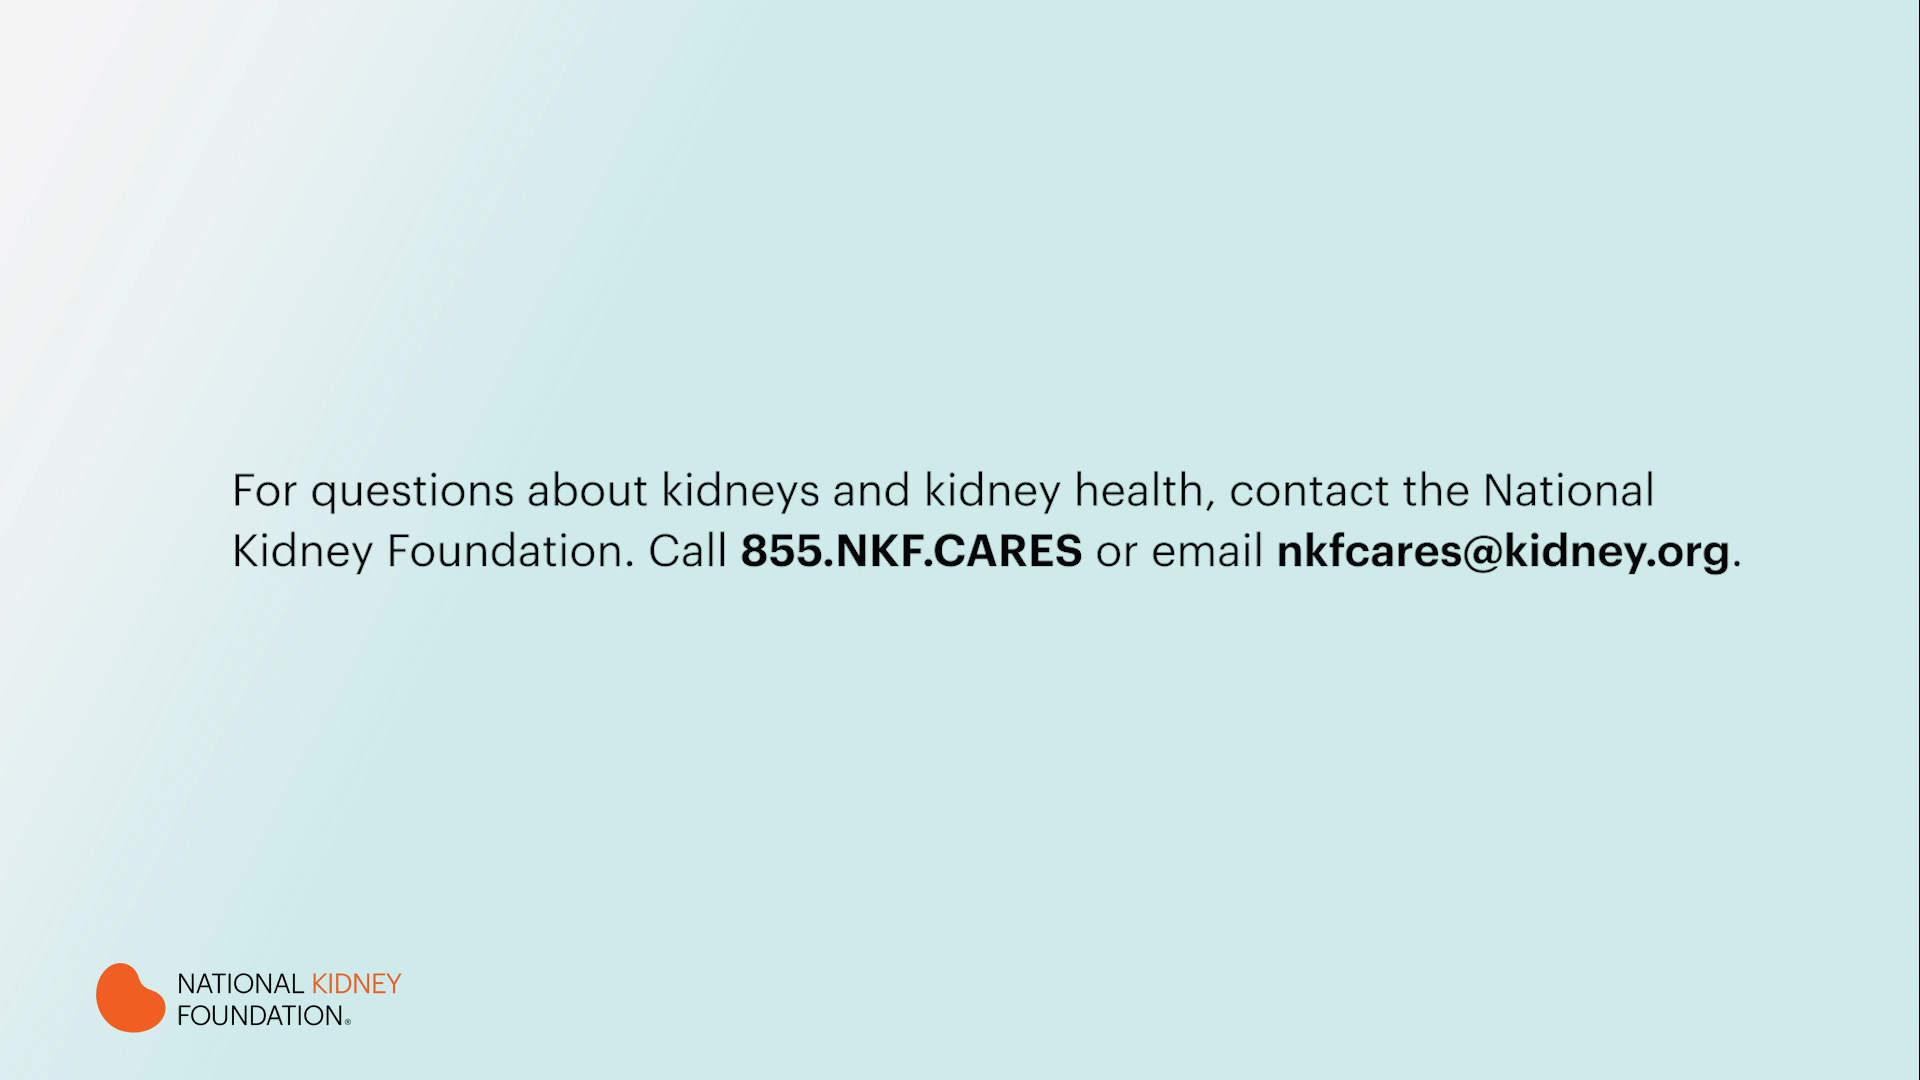 For questions about kidneys and kidney health, contact the National
Kidney Foundation. Call 855.NKF.CARES or email nkfcares@kidney.org.
NATIONAL KIDNEY
FOUNDATION®